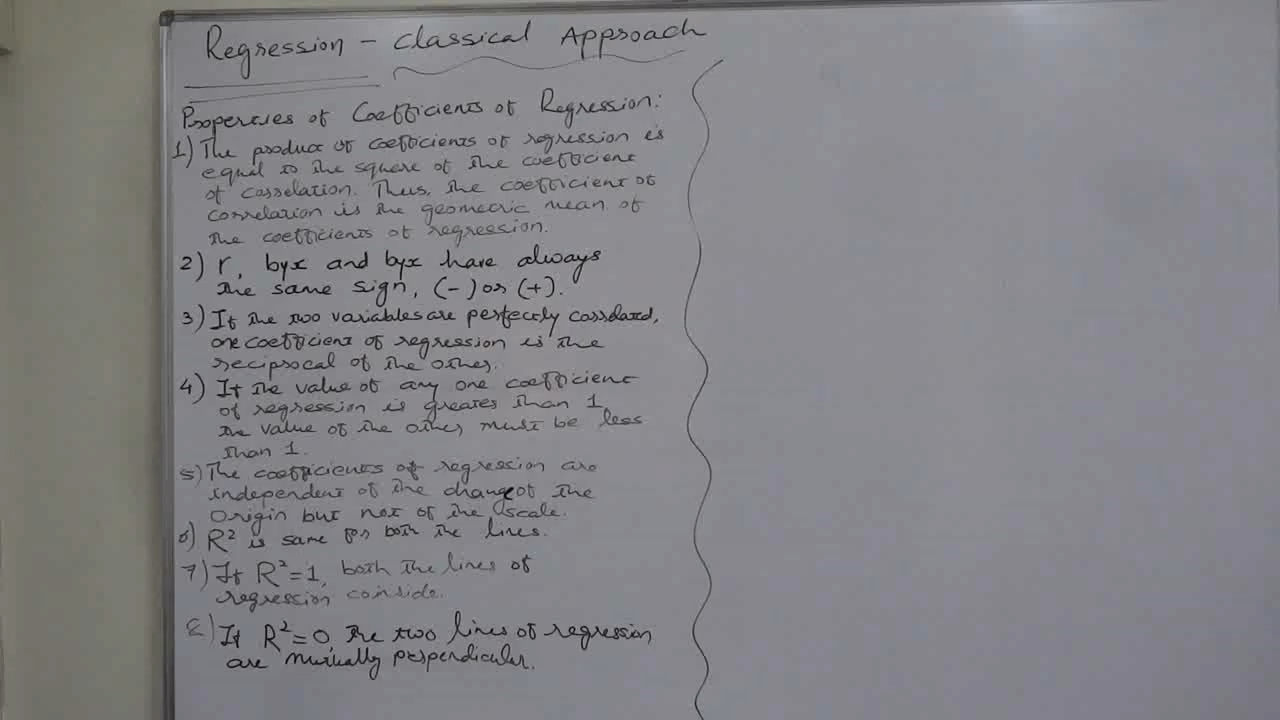 Regression - Classical Approach
Properties of Coefficients of Regression:
1) The product of coefficients of regression is
equal to the square of the coefficient
of correlation. Thus, the coefficient of
correlation is the geometric mean of
the coefficients of regression.
2) r, byx and byx have always
the same sign, (-) or (+).
3) If the two variables are perfectly correlated,
one coefficient of regression is the
reciprocal of the other.
4) If the value of any one coefficient
of regression is greater than 1
the value of the other must be less
than 1.
5) The coefficients of regression are
independent of the change of the
origin but not of the scale.
6) R² is same for both the lines.
7) If R²=1, both the lines of
regression coinside.
8) If R²=0, the two lines of regression
are mutually perpendicular.